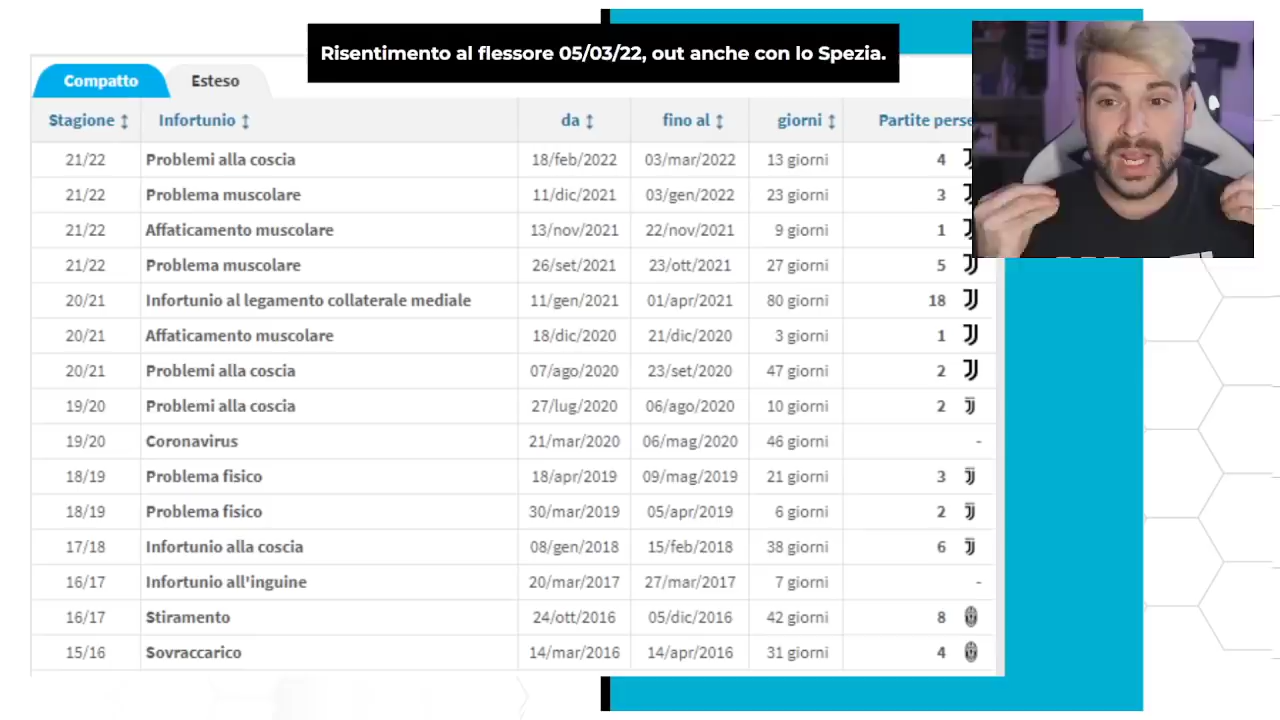 Risentimento al flessore 05/03/22, out anche con lo Spezia.
Compatto Esteso
Stagione Infortunio da fino al giorni Partite perse
21/22 Problemi alla coscia 18/feb/2022 03/mar/2022 13 giorni 4
21/22 Problema muscolare 11/dic/2021 03/gen/2022 23 giorni 3
21/22 Affaticamento muscolare 13/nov/2021 22/nov/2021 9 giorni 1
21/22 Problema muscolare 26/set/2021 23/ott/2021 27 giorni 5
20/21 Infortunio al legamento collaterale mediale 11/gen/2021 01/apr/2021 80 giorni 18
20/21 Affaticamento muscolare 18/dic/2020 21/dic/2020 3 giorni 1
20/21 Problemi alla coscia 07/ago/2020 23/set/2020 47 giorni 2
19/20 Problemi alla coscia 27/lug/2020 06/ago/2020 10 giorni 2
19/20 Coronavirus 21/mar/2020 06/mag/2020 46 giorni -
18/19 Problema fisico 18/apr/2019 09/mag/2019 21 giorni 3
18/19 Problema fisico 30/mar/2019 05/apr/2019 6 giorni 2
17/18 Infortunio alla coscia 08/gen/2018 15/feb/2018 38 giorni 6
16/17 Infortunio all'inguine 20/mar/2017 27/mar/2017 7 giorni -
16/17 Stiramento 24/ott/2016 05/dic/2016 42 giorni 8
15/16 Sovraccarico 14/mar/2016 14/apr/2016 31 giorni 4